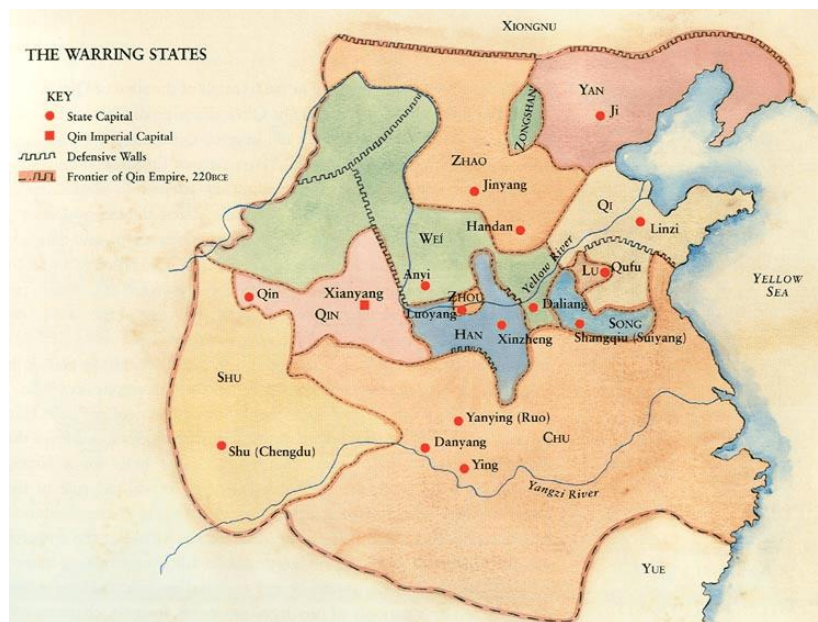 XIONGNU
THE WARRING STATES
KEY
State Capital
Qin Imperial Capital
Defensive Walls
Frontier of Qin Empire, 220BCE
YAN
Ji
ZONGSHAN
ZHAO
Jinyang
QI
Linzi
Handan
WEÍ
Yellow River
LU
Qufu
YELLOW
SEA
Anyi
Qin
Xianyang
ZHOU
QIN
Luoyang
Daliang
HAN
Xinzheng
SONG
Shangqiu (Suiyang)
SHU
Yanying (Ruo)
Danyang
CHU
Shu (Chengdu)
Ying
Yangzi River
YUE